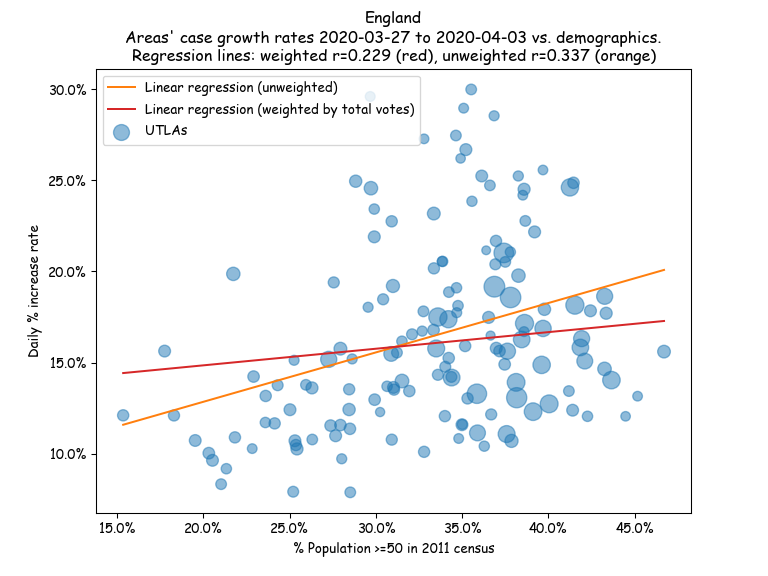 England
Areas' case growth rates 2020-03-27 to 2020-04-03 vs. demographics.
Regression lines: weighted r=0.229 (red), unweighted r=0.337 (orange)
Linear regression (unweighted)
Linear regression (weighted by total votes)
UTLAs
Daily % increase rate
30.0%
25.0%
20.0%
15.0%
10.0%
15.0% 20.0% 25.0% 30.0% 35.0% 40.0% 45.0%
% Population >=50 in 2011 census